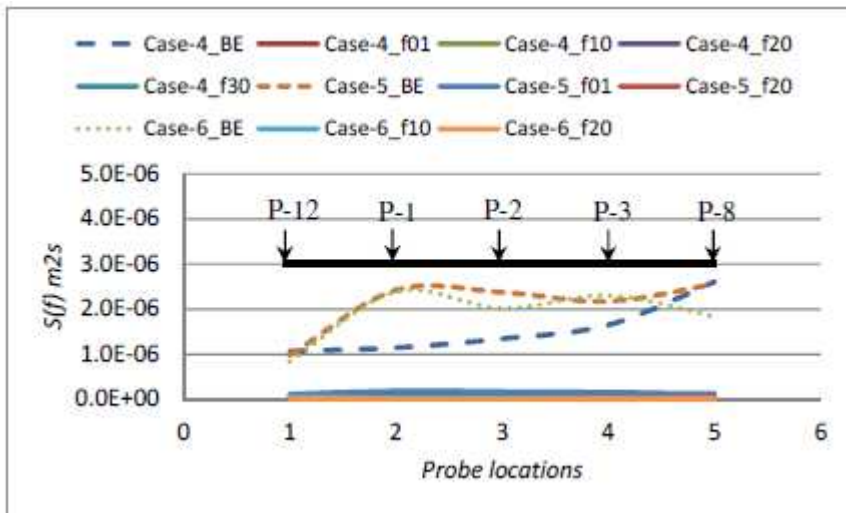 Case-4_BE Case-4_f01 Case-4_f10 Case-4_f20
Case-4_f30 Case-5_BE Case-5_f01 Case-5_f20
Case-6_BE Case-6_f10 Case-6_f20
S(f) m2s
5.0E-06
4.0E-06
3.0E-06
2.0E-06
1.0E-06
0.0E+00
P-12 P-1 P-2 P-3 P-8
0 1 2 3 4 5 6
Probe locations